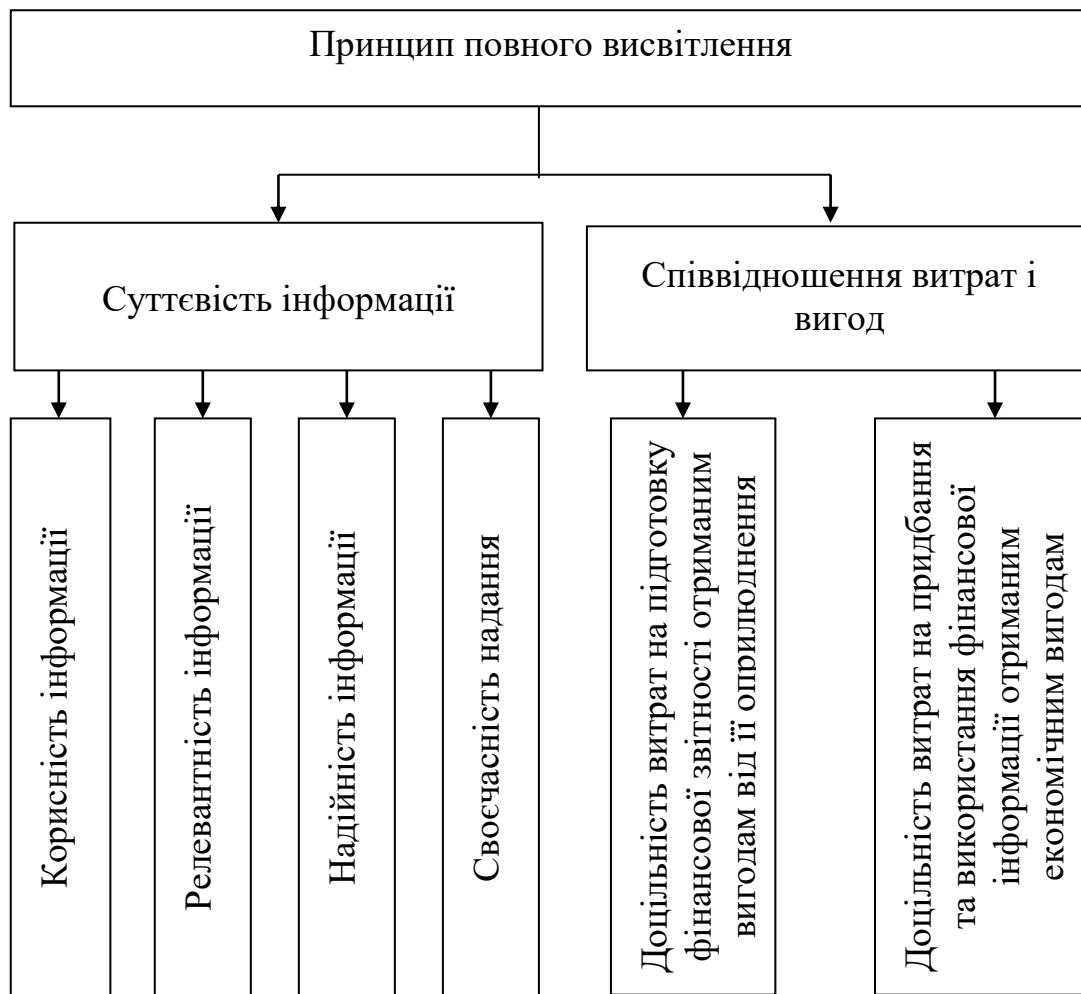 Принцип повного висвітлення
Суттєвість інформації
Співвідношення витрат і
вигод
Корисність інформації
Релевантність інформації
Надійність інформації
Своєчасність надання
Доцільність витрат на підготовку
фінансової звітності отриманим
вигодам від її оприлюднення
Доцільність витрат на придбання
та використання фінансової
інформації отриманим
економічним вигодам